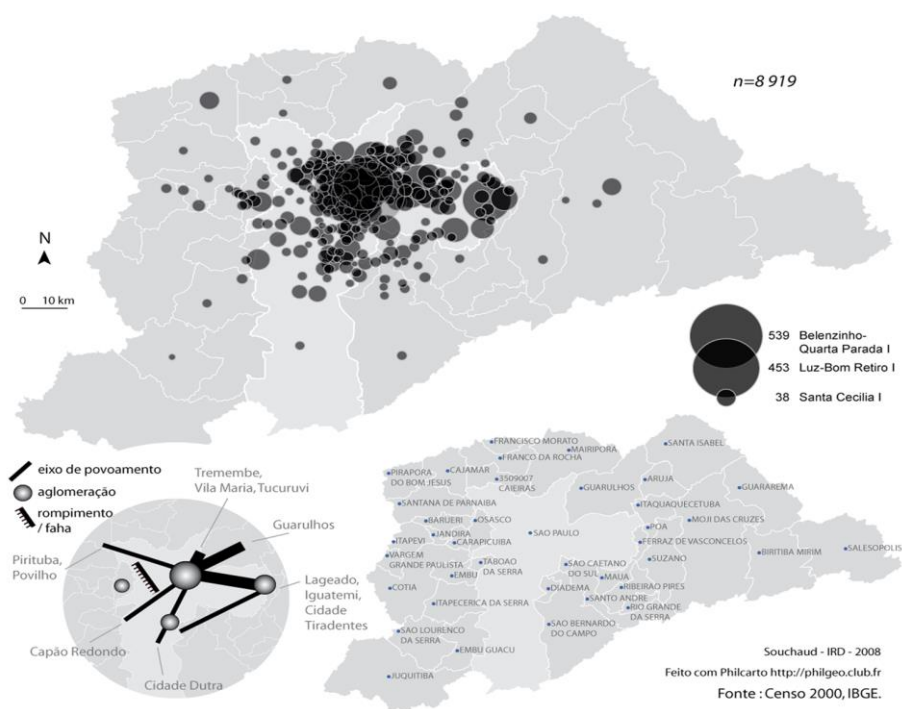 n=8 919
N
0 10 km
539 Belenzinho-
Quarta Parada I
453 Luz-Bom Retiro I
38 Santa Cecilia I
eixo de povoamento
aglomeração
rompimento
/ faha
Tremembe,
Vila Maria, Tucuruvi
Guarulhos
Pirituba,
Povilho
Lageado,
Iguatemi,
Cidade
Tiradentes
Capão Redondo
Cidade Dutra
FRANCISCO MORATO
MAIRIPORA
SANTA ISABEL
FRANCO DA ROCHA
PIRAPORA
DO BOM JESUS
CAJAMAR
3509007
CAIEIRAS
GUARULHOS
ARUJA
GUARAREMA
SANTANA DE PARNAIBA
ITAQUAQUECETUBA
BARUERI
OSASCO
SAO PAULO
POA
MOJI DAS CRUZES
JANDIRA
ITAPEVI
CARAPICUIBA
FERRAZ DE VASCONCELOS
SALESOPOLIS
VARGEM
GRANDE PAULISTA
TABOAO
DA SERRA
SUZANO
BIRITIBA MIRIM
SAO CAETANO
DO SUL
EMBU
MAUA
COTIA
DIADEMA
RIBEIRAO PIRES
SANTO ANDRE
ITAPECERICA DA SERRA
RIO GRANDE
DA SERRA
SAO LOURENCO
DA SERRA
SAO BERNARDO
DO CAMPO
EMBU GUACU
JUQUITIBA
Souchaud - IRD - 2008
Feito com Philcarto http://philgeo.club.fr
Fonte : Censo 2000, IBGE.